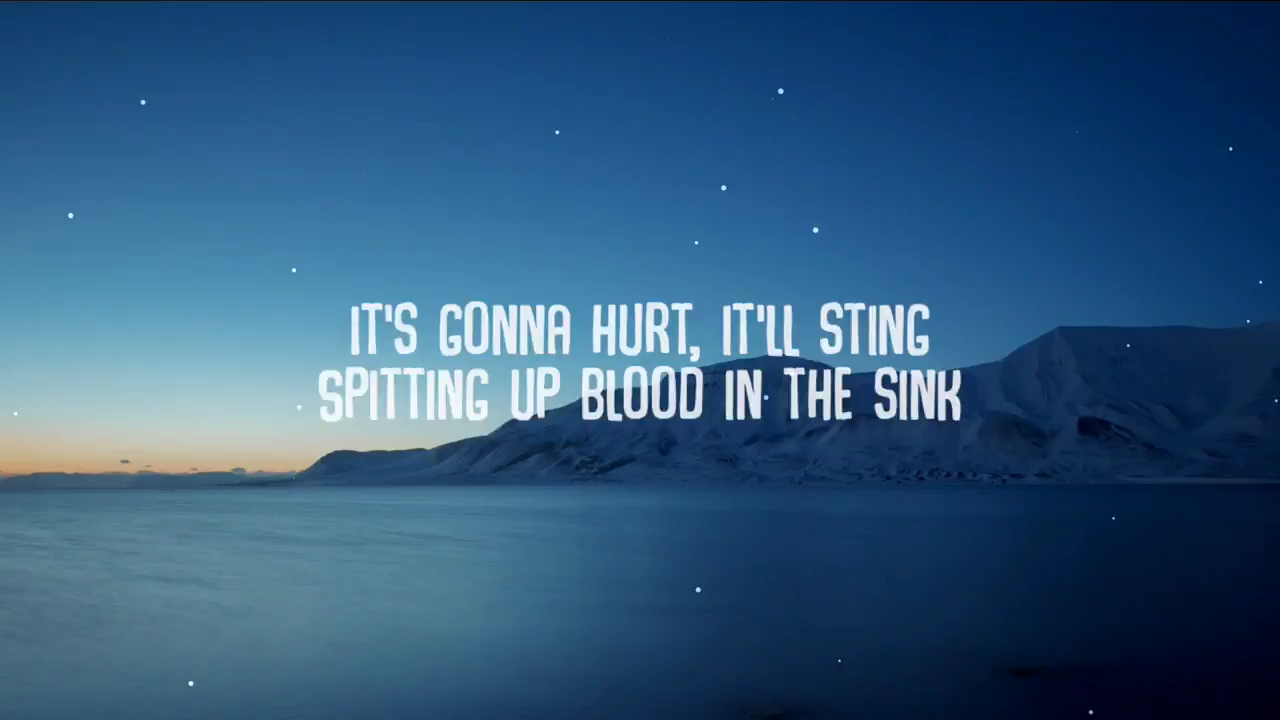 IT'S GONNA HURT, IT'LL STING
SPITTING UP BLOOD IN THE SINK